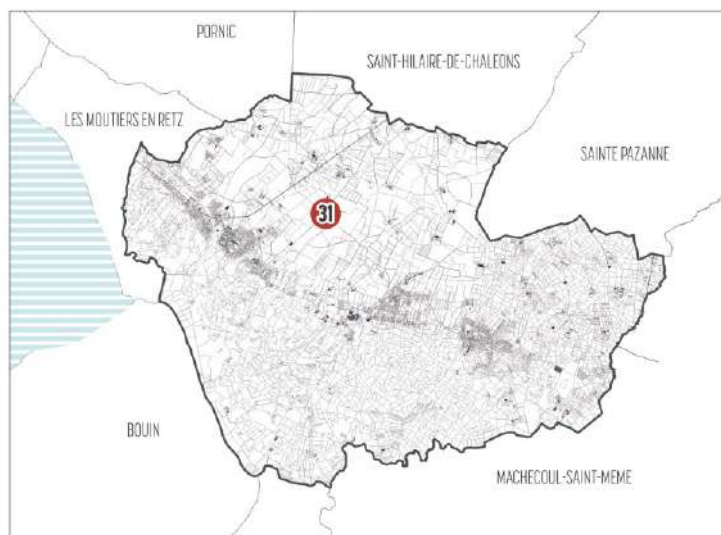 PORNIC
SAINT-HILAIRE-DE-CHALEONS
LES MOUTIERS EN RETZ
SAINTE PAZANNE
31
BOUIN
MACHECOUL-SAINT-MEME